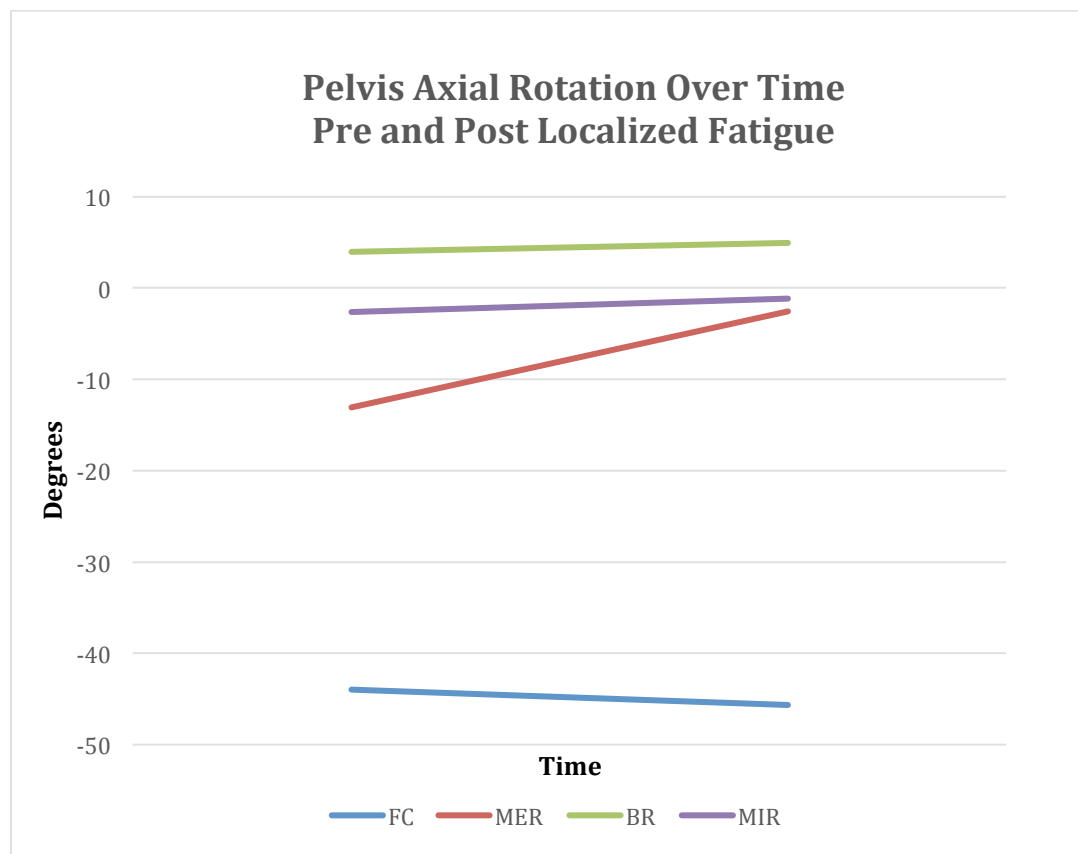 Pelvis Axial Rotation Over Time
Pre and Post Localized Fatigue
10
0
-10
-20
-30
-40
-50
Degrees
Time
FC MER BR MIR